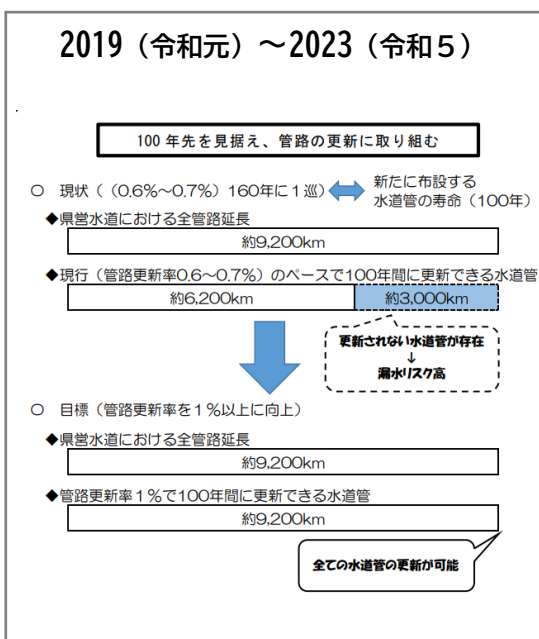 2019（令和元）～2023（令和５）
100年先を見据え、管路の更新に取り組む
○ 現状（（0.6%～0.7%）160年に１巡）
新たに布設する
水道管の寿命（100年）
◆県営水道における全管路延長
約9,200km
◆現行（管路更新率0.6～0.7%）のペースで100年間に更新できる水道管
約6,200km
約3,000km
更新されない水道管が存在
↓
漏水リスク高
○ 目標（管路更新率を１％以上に向上）
◆県営水道における全管路延長
約9,200km
◆管路更新率１％で100年間に更新できる水道管
約9,200km
全ての水道管の更新が可能